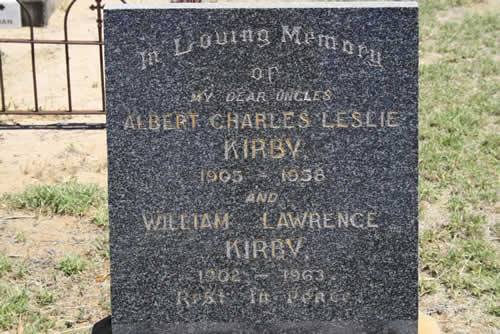 In Loving Memory
of
MY DEAR UNCLES
ALBERT CHARLES LESLIE
KIRBY.
1905 - 1958
AND
WILLIAM LAWRENCE
KIRBY.
1902 - 1963.
Rest In Peace